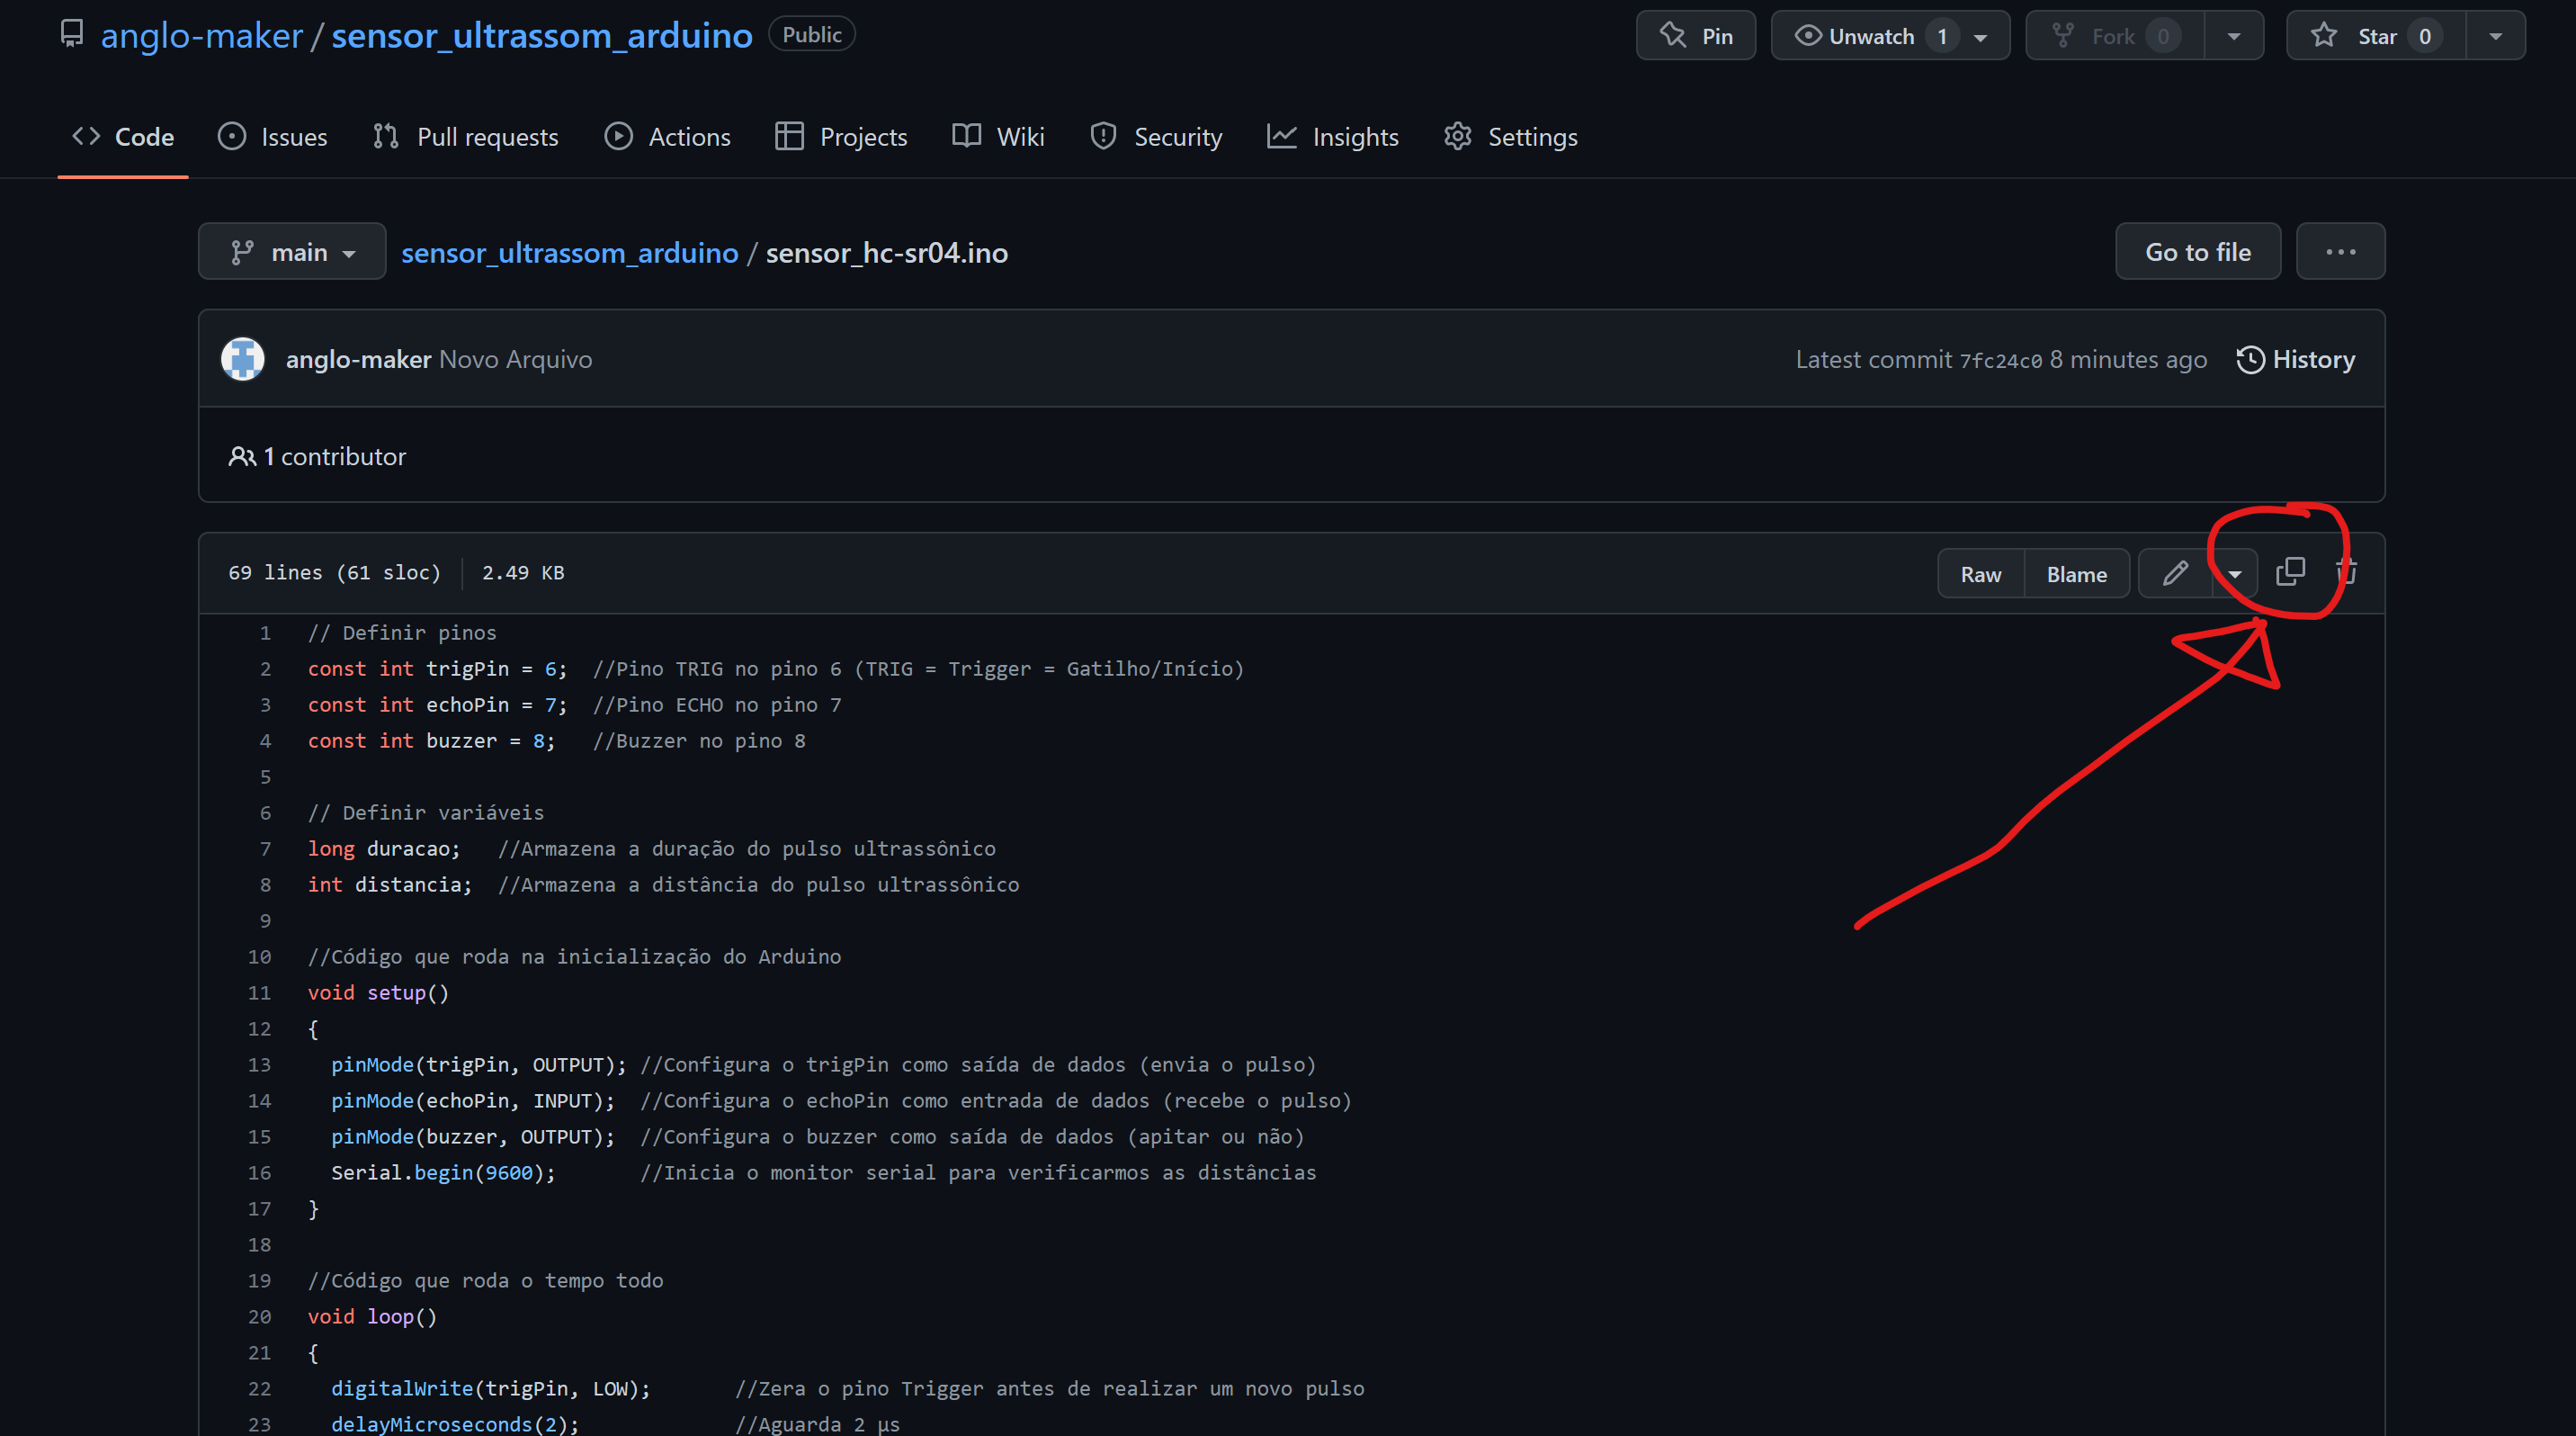 anglo-maker / sensor_ultrassom_arduino Public Pin Unwatch 1 Fork 0 Star 0
Code Issues Pull requests Actions Projects Wiki Security Insights Settings
main sensor_ultrassom_arduino / sensor_hc-sr04.ino Go to file ...
anglo-maker Novo Arquivo Latest commit 7fc24c0 8 minutes ago History
1 contributor
69 lines (61 sloc) 2.49 KB Raw Blame
1 // Definir pinos
2 const int trigPin = 6; //Pino TRIG no pino 6 (TRIG = Trigger = Gatilho/Início)
3 const int echoPin = 7; //Pino ECHO no pino 7
4 const int buzzer = 8; //Buzzer no pino 8
5
6 // Definir variáveis
7 long duracao; //Armazena a duração do pulso ultrassônico
8 int distancia; //Armazena a distância do pulso ultrassônico
9
10 //Código que roda na inicialização do Arduino
11 void setup()
12 {
13 pinMode(trigPin, OUTPUT); //Configura o trigPin como saída de dados (envia o pulso)
14 pinMode(echoPin, INPUT); //Configura o echoPin como entrada de dados (recebe o pulso)
15 pinMode(buzzer, OUTPUT); //Configura o buzzer como saída de dados (apitar ou não)
16 Serial.begin(9600); //Inicia o monitor serial para verificarmos as distâncias
17 }
18
19 //Código que roda o tempo todo
20 void loop()
21 {
22 digitalWrite(trigPin, LOW); //Zera o pino Trigger antes de realizar um novo pulso
23 delayMicroseconds(2); //Aguarda 2 µs